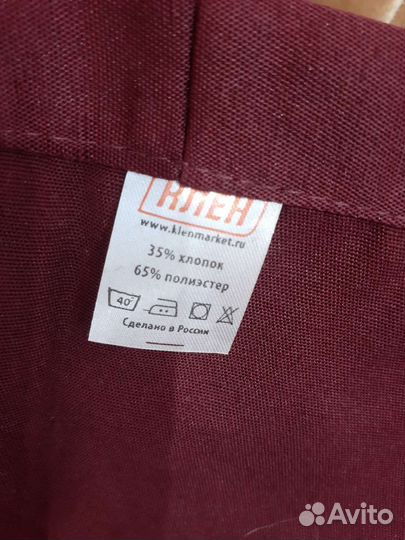 КЛЕН
www.klenmarket.ru
35% хлопок
65% полиэстер
40°
Сделано в России
Avito